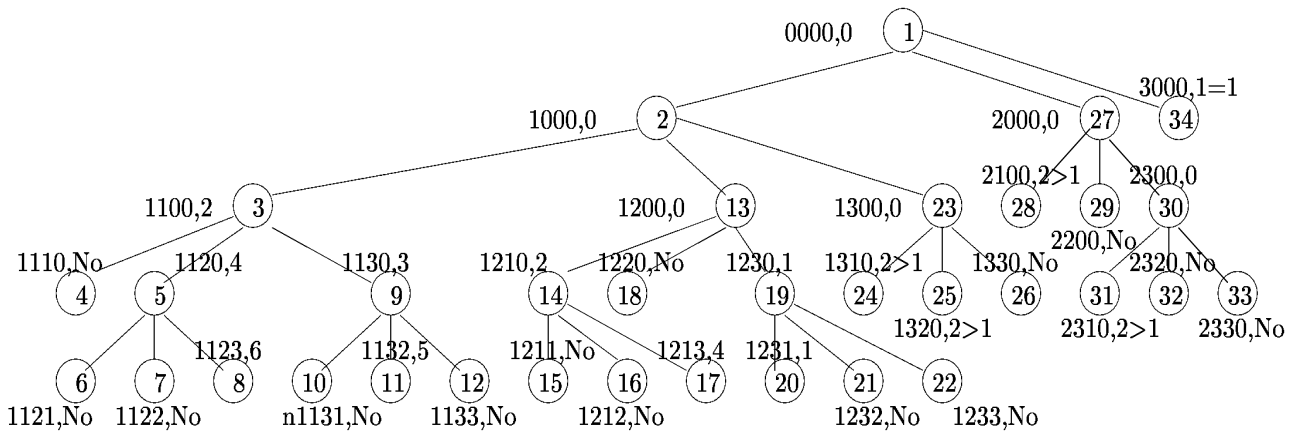 0000,0 1
3000,1=1
1000,0 2 2000,0 27 34
2100,2>1 2300,0
1100,2 3 1200,0 13 1300,0 23 28 29 30
2200,No
1110,No 1120,4 1130,3 1210,2 1220,No 1230,1 1310,2>1 1330,No 2320,No
4 5 9 14 18 19 24 25 26 31 32 33
1320,2>1 2310,2>1 2330,No
1123,6 1132,5 1211,No 1213,4 1231,1
6 7 8 10 11 12 15 16 17 20 21 22
1121,No 1122,No n1131,No 1133,No 1212,No 1232,No 1233,No